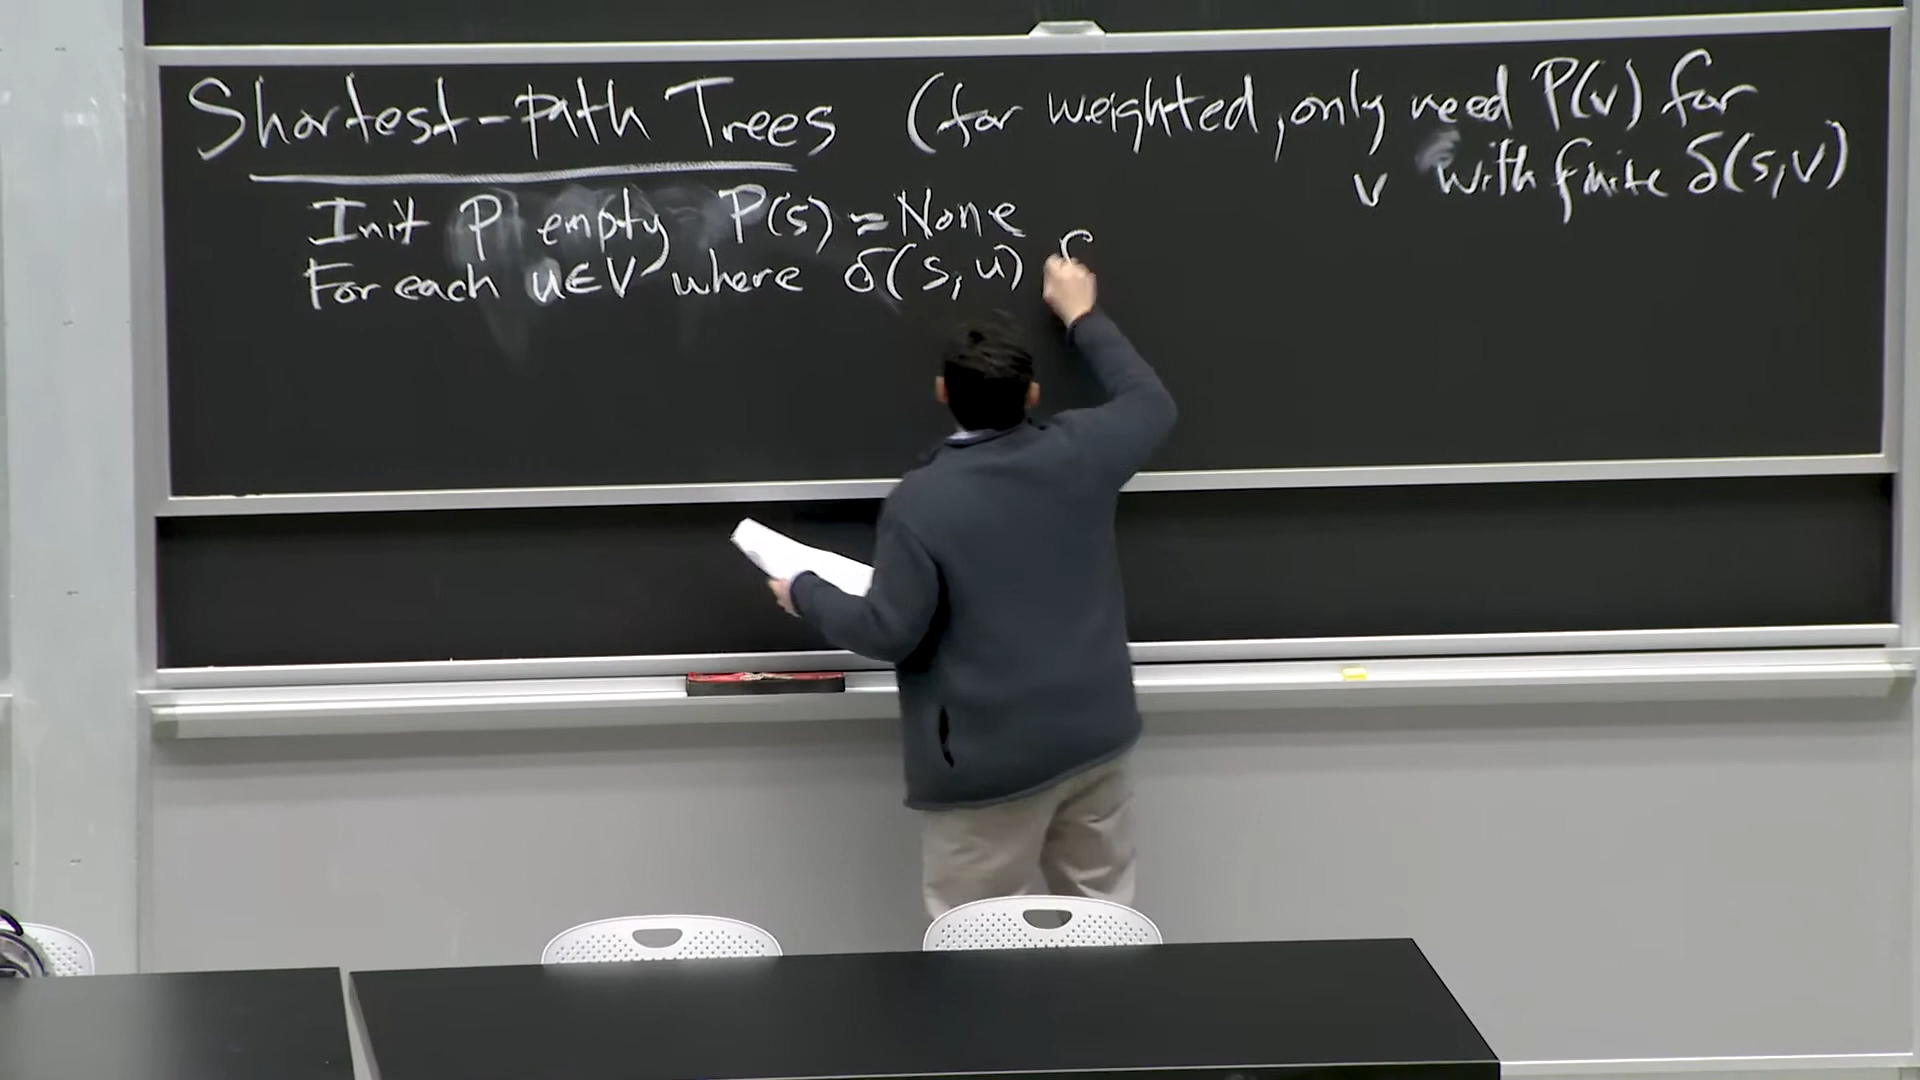 Shortest-path Trees (for weighted, only need P(v) for
v with finite δ(s,v)
Init P empty P(s) = None
For each u∈V where δ(s,u) f